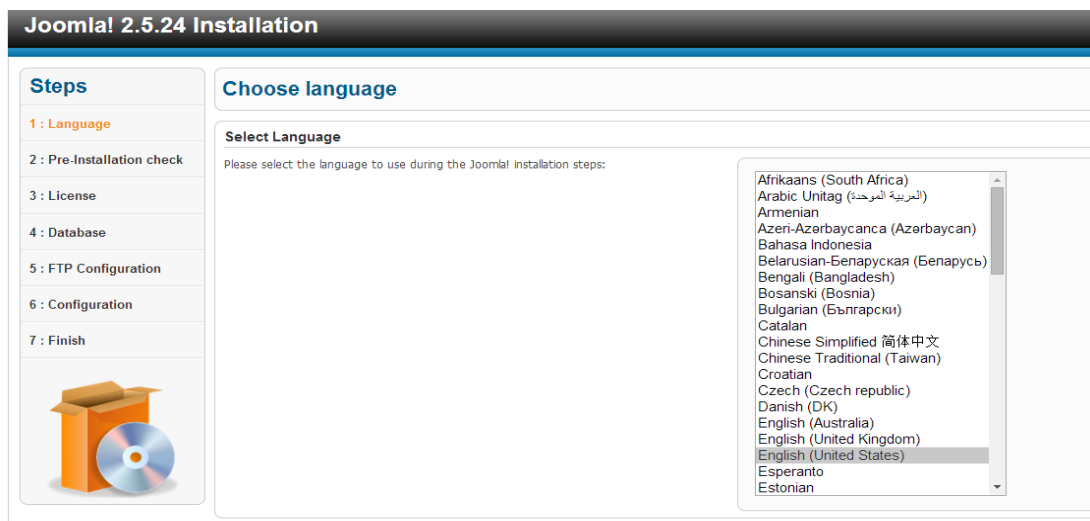 Joomla! 2.5.24 Installation
Steps
1 : Language
2 : Pre-Installation check
3 : License
4 : Database
5 : FTP Configuration
6 : Configuration
7 : Finish
Choose language
Select Language
Please select the language to use during the Joomla! installation steps:
Afrikaans (South Africa)
Arabic Unitag (العربية الموحدة)
Armenian
Azeri-Azərbaycanca (Azərbaycan)
Bahasa Indonesia
Belarusian-Беларуская (Беларусь)
Bengali (Bangladesh)
Bosanski (Bosnia)
Bulgarian (Български)
Catalan
Chinese Simplified 简体中文
Chinese Traditional (Taiwan)
Croatian
Czech (Czech republic)
Danish (DK)
English (Australia)
English (United Kingdom)
English (United States)
Esperanto
Estonian